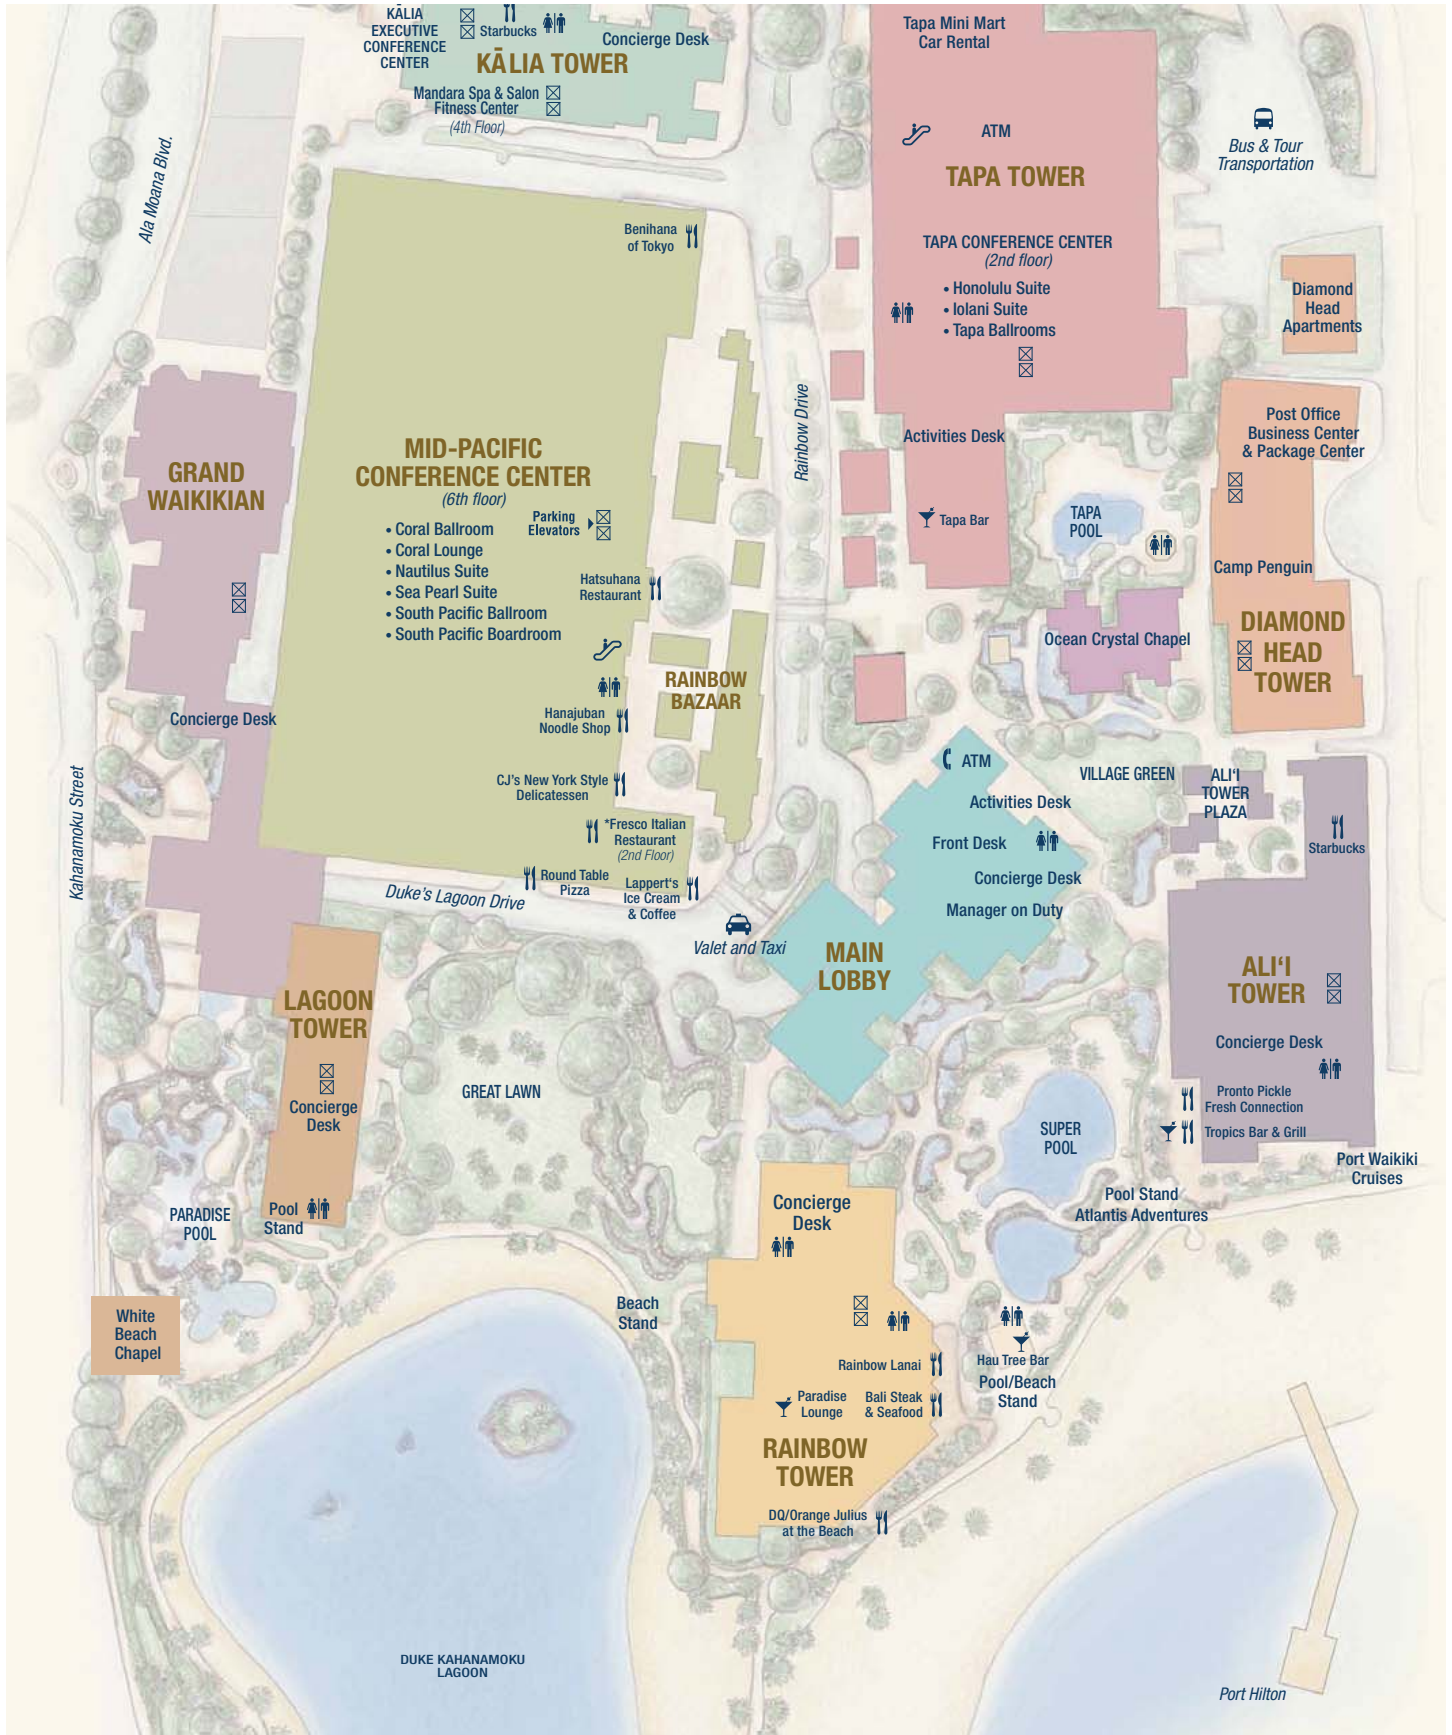 KĀLIA
EXECUTIVE
CONFERENCE
CENTER
Starbucks
Concierge Desk
KĀLIA TOWER
Mandara Spa & Salon
Fitness Center
(4th Floor)
Tapa Mini Mart
Car Rental
ATM
TAPA TOWER
Bus & Tour
Transportation
Ala Moana Blvd.
Benihana
of Tokyo
TAPA CONFERENCE CENTER
(2nd floor)
• Honolulu Suite
• Iolani Suite
• Tapa Ballrooms
Diamond
Head
Apartments
Rainbow Drive
Activities Desk
Post Office
Business Center
& Package Center
GRAND
WAIKIKIAN
MID-PACIFIC
CONFERENCE CENTER
(6th floor)
• Coral Ballroom
• Coral Lounge
• Nautilus Suite
• Sea Pearl Suite
• South Pacific Ballroom
• South Pacific Boardroom
Parking
Elevators
Tapa Bar
TAPA
POOL
Camp Penguin
Hatsuhana
Restaurant
Ocean Crystal Chapel
DIAMOND
HEAD
TOWER
RAINBOW
BAZAAR
Concierge Desk
Hanajuban
Noodle Shop
Kahanamoku Street
CJ's New York Style
Delicatessen
ATM
Activities Desk
Front Desk
Concierge Desk
Manager on Duty
VILLAGE GREEN
ALI‘I
TOWER
PLAZA
Starbucks
*Fresco Italian
Restaurant
(2nd Floor)
Round Table
Pizza
Lappert‘s
Ice Cream
& Coffee
Duke's Lagoon Drive
Valet and Taxi
MAIN
LOBBY
ALI‘I
TOWER
Concierge Desk
LAGOON
TOWER
Concierge
Desk
GREAT LAWN
SUPER
POOL
Pronto Pickle
Fresh Connection
Tropics Bar & Grill
Port Waikiki
Cruises
Pool Stand
Atlantis Adventures
PARADISE
POOL
Pool
Stand
Concierge
Desk
White
Beach
Chapel
Beach
Stand
Rainbow Lanai
Hau Tree Bar
Pool/Beach
Stand
Paradise
Lounge
Bali Steak
& Seafood
RAINBOW
TOWER
DQ/Orange Julius
at the Beach
DUKE KAHANAMOKU
LAGOON
Port Hilton